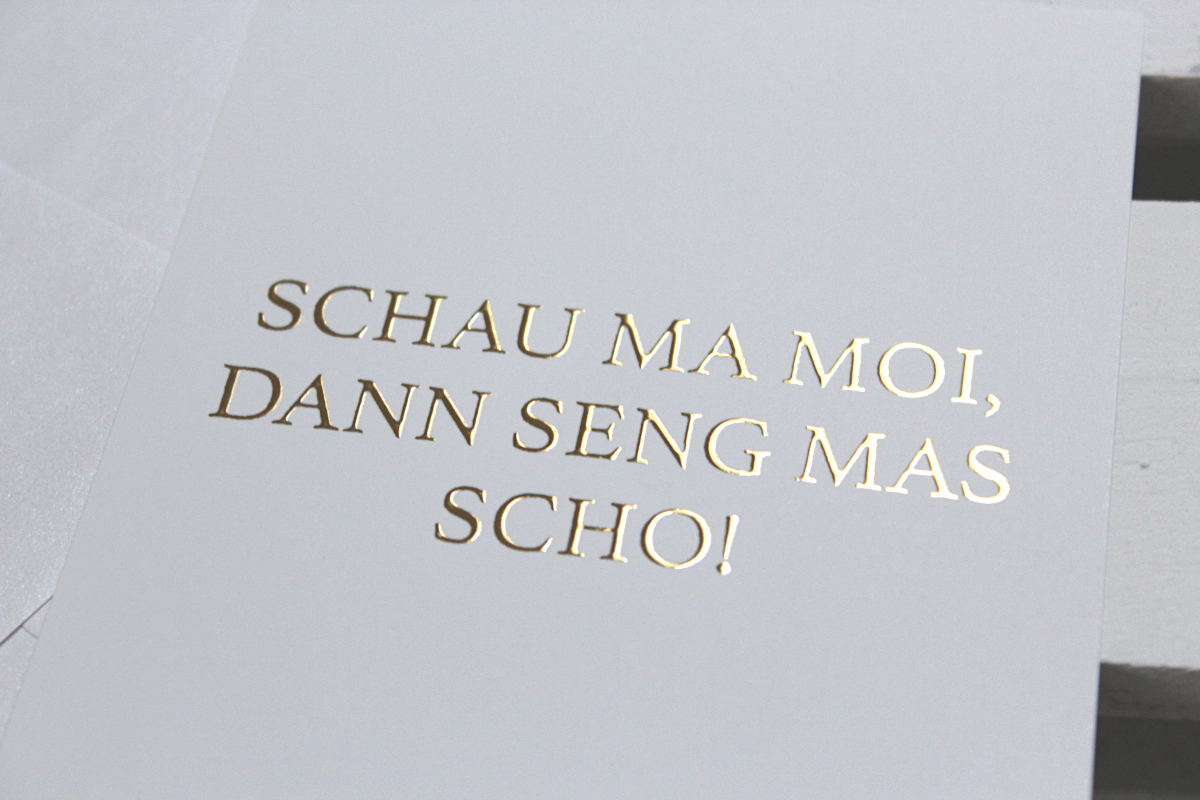 SCHAU MA MOI,
DANN SENG MAS
SCHO!